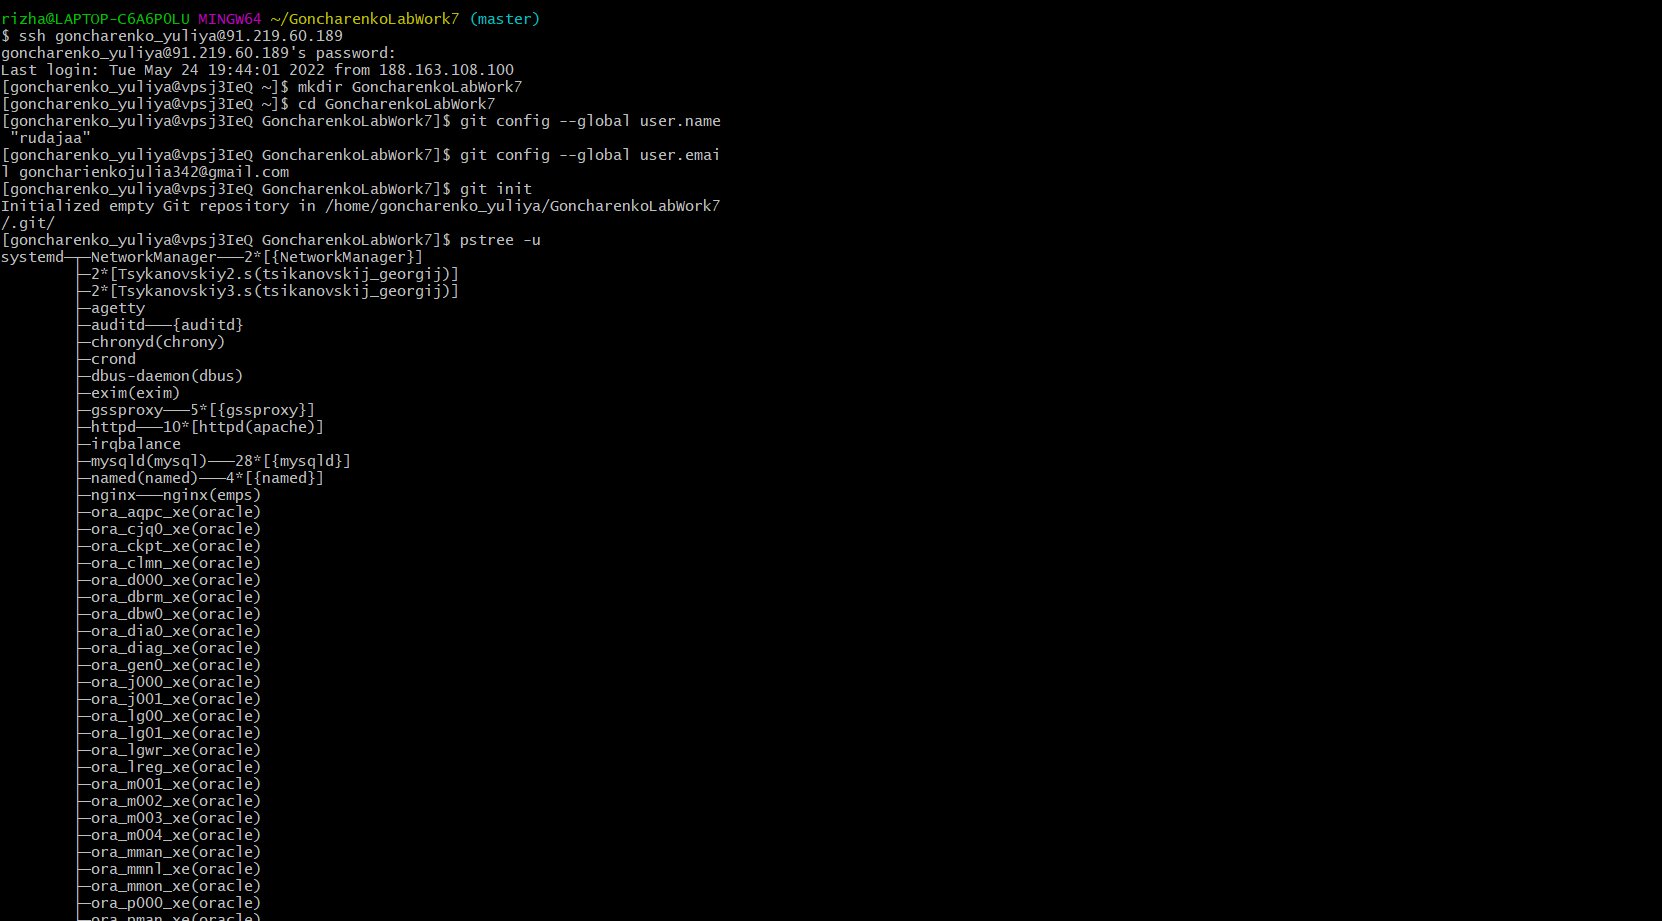 rizha@LAPTOP-C6A6POLU MINGW64 ~/GoncharenkoLabWork7 (master)
$ ssh goncharenko_yuliya@91.219.60.189
goncharenko_yuliya@91.219.60.189's password:
Last login: Tue May 24 19:44:01 2022 from 188.163.108.100
[goncharenko_yuliya@vpsj3IeQ ~]$ mkdir GoncharenkoLabWork7
[goncharenko_yuliya@vpsj3IeQ ~]$ cd GoncharenkoLabWork7
[goncharenko_yuliya@vpsj3IeQ GoncharenkoLabWork7]$ git config --global user.name
 "rudajaa"
[goncharenko_yuliya@vpsj3IeQ GoncharenkoLabWork7]$ git config --global user.emai
l goncharienkojulia342@gmail.com
[goncharenko_yuliya@vpsj3IeQ GoncharenkoLabWork7]$ git init
Initialized empty Git repository in /home/goncharenko_yuliya/GoncharenkoLabWork7
/.git/
[goncharenko_yuliya@vpsj3IeQ GoncharenkoLabWork7]$ pstree -u
systemd─┬─NetworkManager───2*[{NetworkManager}]
        ├─2*[Tsykanovskiy2.s(tsikanovskij_georgij)]
        ├─2*[Tsykanovskiy3.s(tsikanovskij_georgij)]
        ├─agetty
        ├─auditd───{auditd}
        ├─chronyd(chrony)
        ├─crond
        ├─dbus-daemon(dbus)
        ├─exim(exim)
        ├─gssproxy───5*[{gssproxy}]
        ├─httpd───10*[httpd(apache)]
        ├─irqbalance
        ├─mysqld(mysql)───28*[{mysqld}]
        ├─named(named)───4*[{named}]
        ├─nginx───nginx(emps)
        ├─ora_aqpc_xe(oracle)
        ├─ora_cjq0_xe(oracle)
        ├─ora_ckpt_xe(oracle)
        ├─ora_clmn_xe(oracle)
        ├─ora_d000_xe(oracle)
        ├─ora_dbrm_xe(oracle)
        ├─ora_dbw0_xe(oracle)
        ├─ora_dia0_xe(oracle)
        ├─ora_diag_xe(oracle)
        ├─ora_gen0_xe(oracle)
        ├─ora_j000_xe(oracle)
        ├─ora_j001_xe(oracle)
        ├─ora_lg00_xe(oracle)
        ├─ora_lg01_xe(oracle)
        ├─ora_lgwr_xe(oracle)
        ├─ora_lreg_xe(oracle)
        ├─ora_m001_xe(oracle)
        ├─ora_m002_xe(oracle)
        ├─ora_m003_xe(oracle)
        ├─ora_m004_xe(oracle)
        ├─ora_mman_xe(oracle)
        ├─ora_mmnl_xe(oracle)
        ├─ora_mmon_xe(oracle)
        ├─ora_p000_xe(oracle)
        ├─ora_pman_xe(oracle)